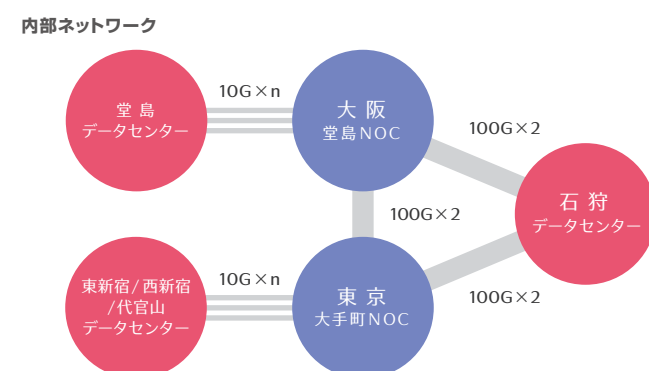 内部ネットワーク
堂島
データセンター
10G×n
大阪
堂島NOC
100G×2
石狩
データセンター
100G×2
東新宿/西新宿
/代官山
データセンター
10G×n
東京
大手町NOC
100G×2